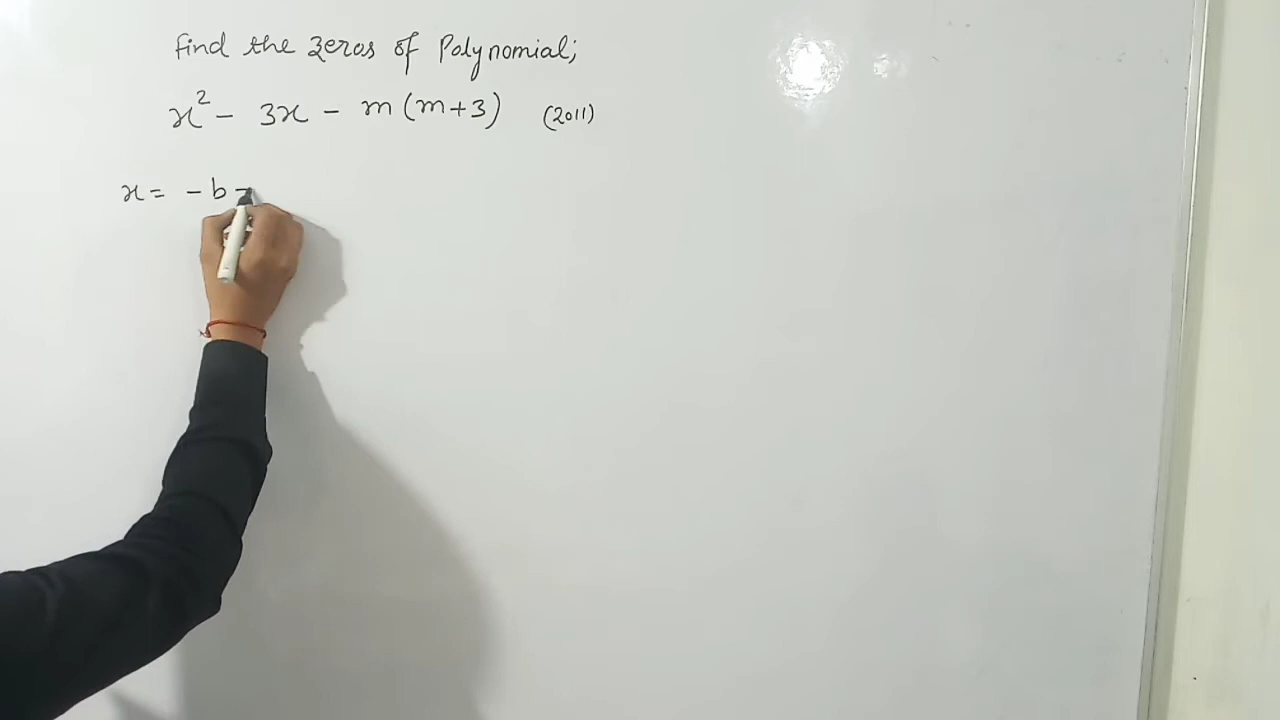 find the zeros of Polynomial;
x² - 3x - m(m+3) (2011)
x = - b -